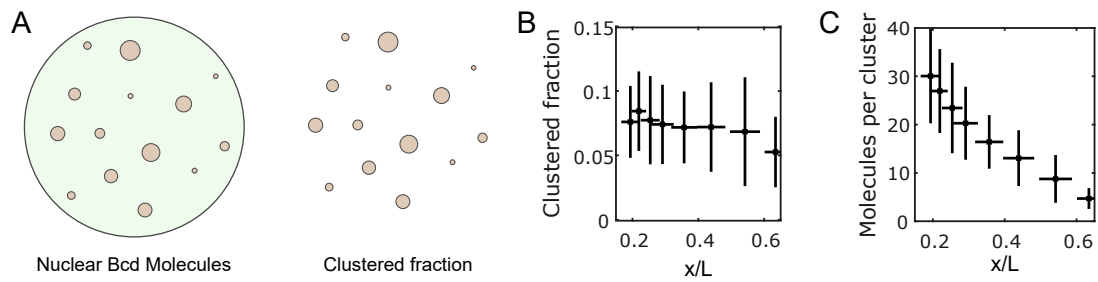 A
Nuclear Bcd Molecules
Clustered fraction
B
Clustered fraction
0.15
0.1
0.05
0
0.2
0.4
0.6
x/L
C
Molecules per cluster
40
30
20
10
0
0.2
0.4
0.6
x/L